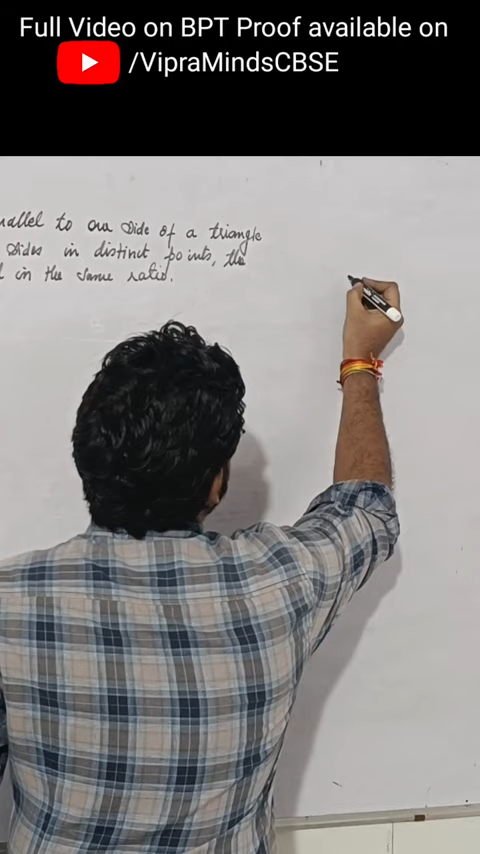 Full Video on BPT Proof available on
/VipraMindsCBSE
rallel to one side of a triangle
sides in distinct points, the
in the same ratio.